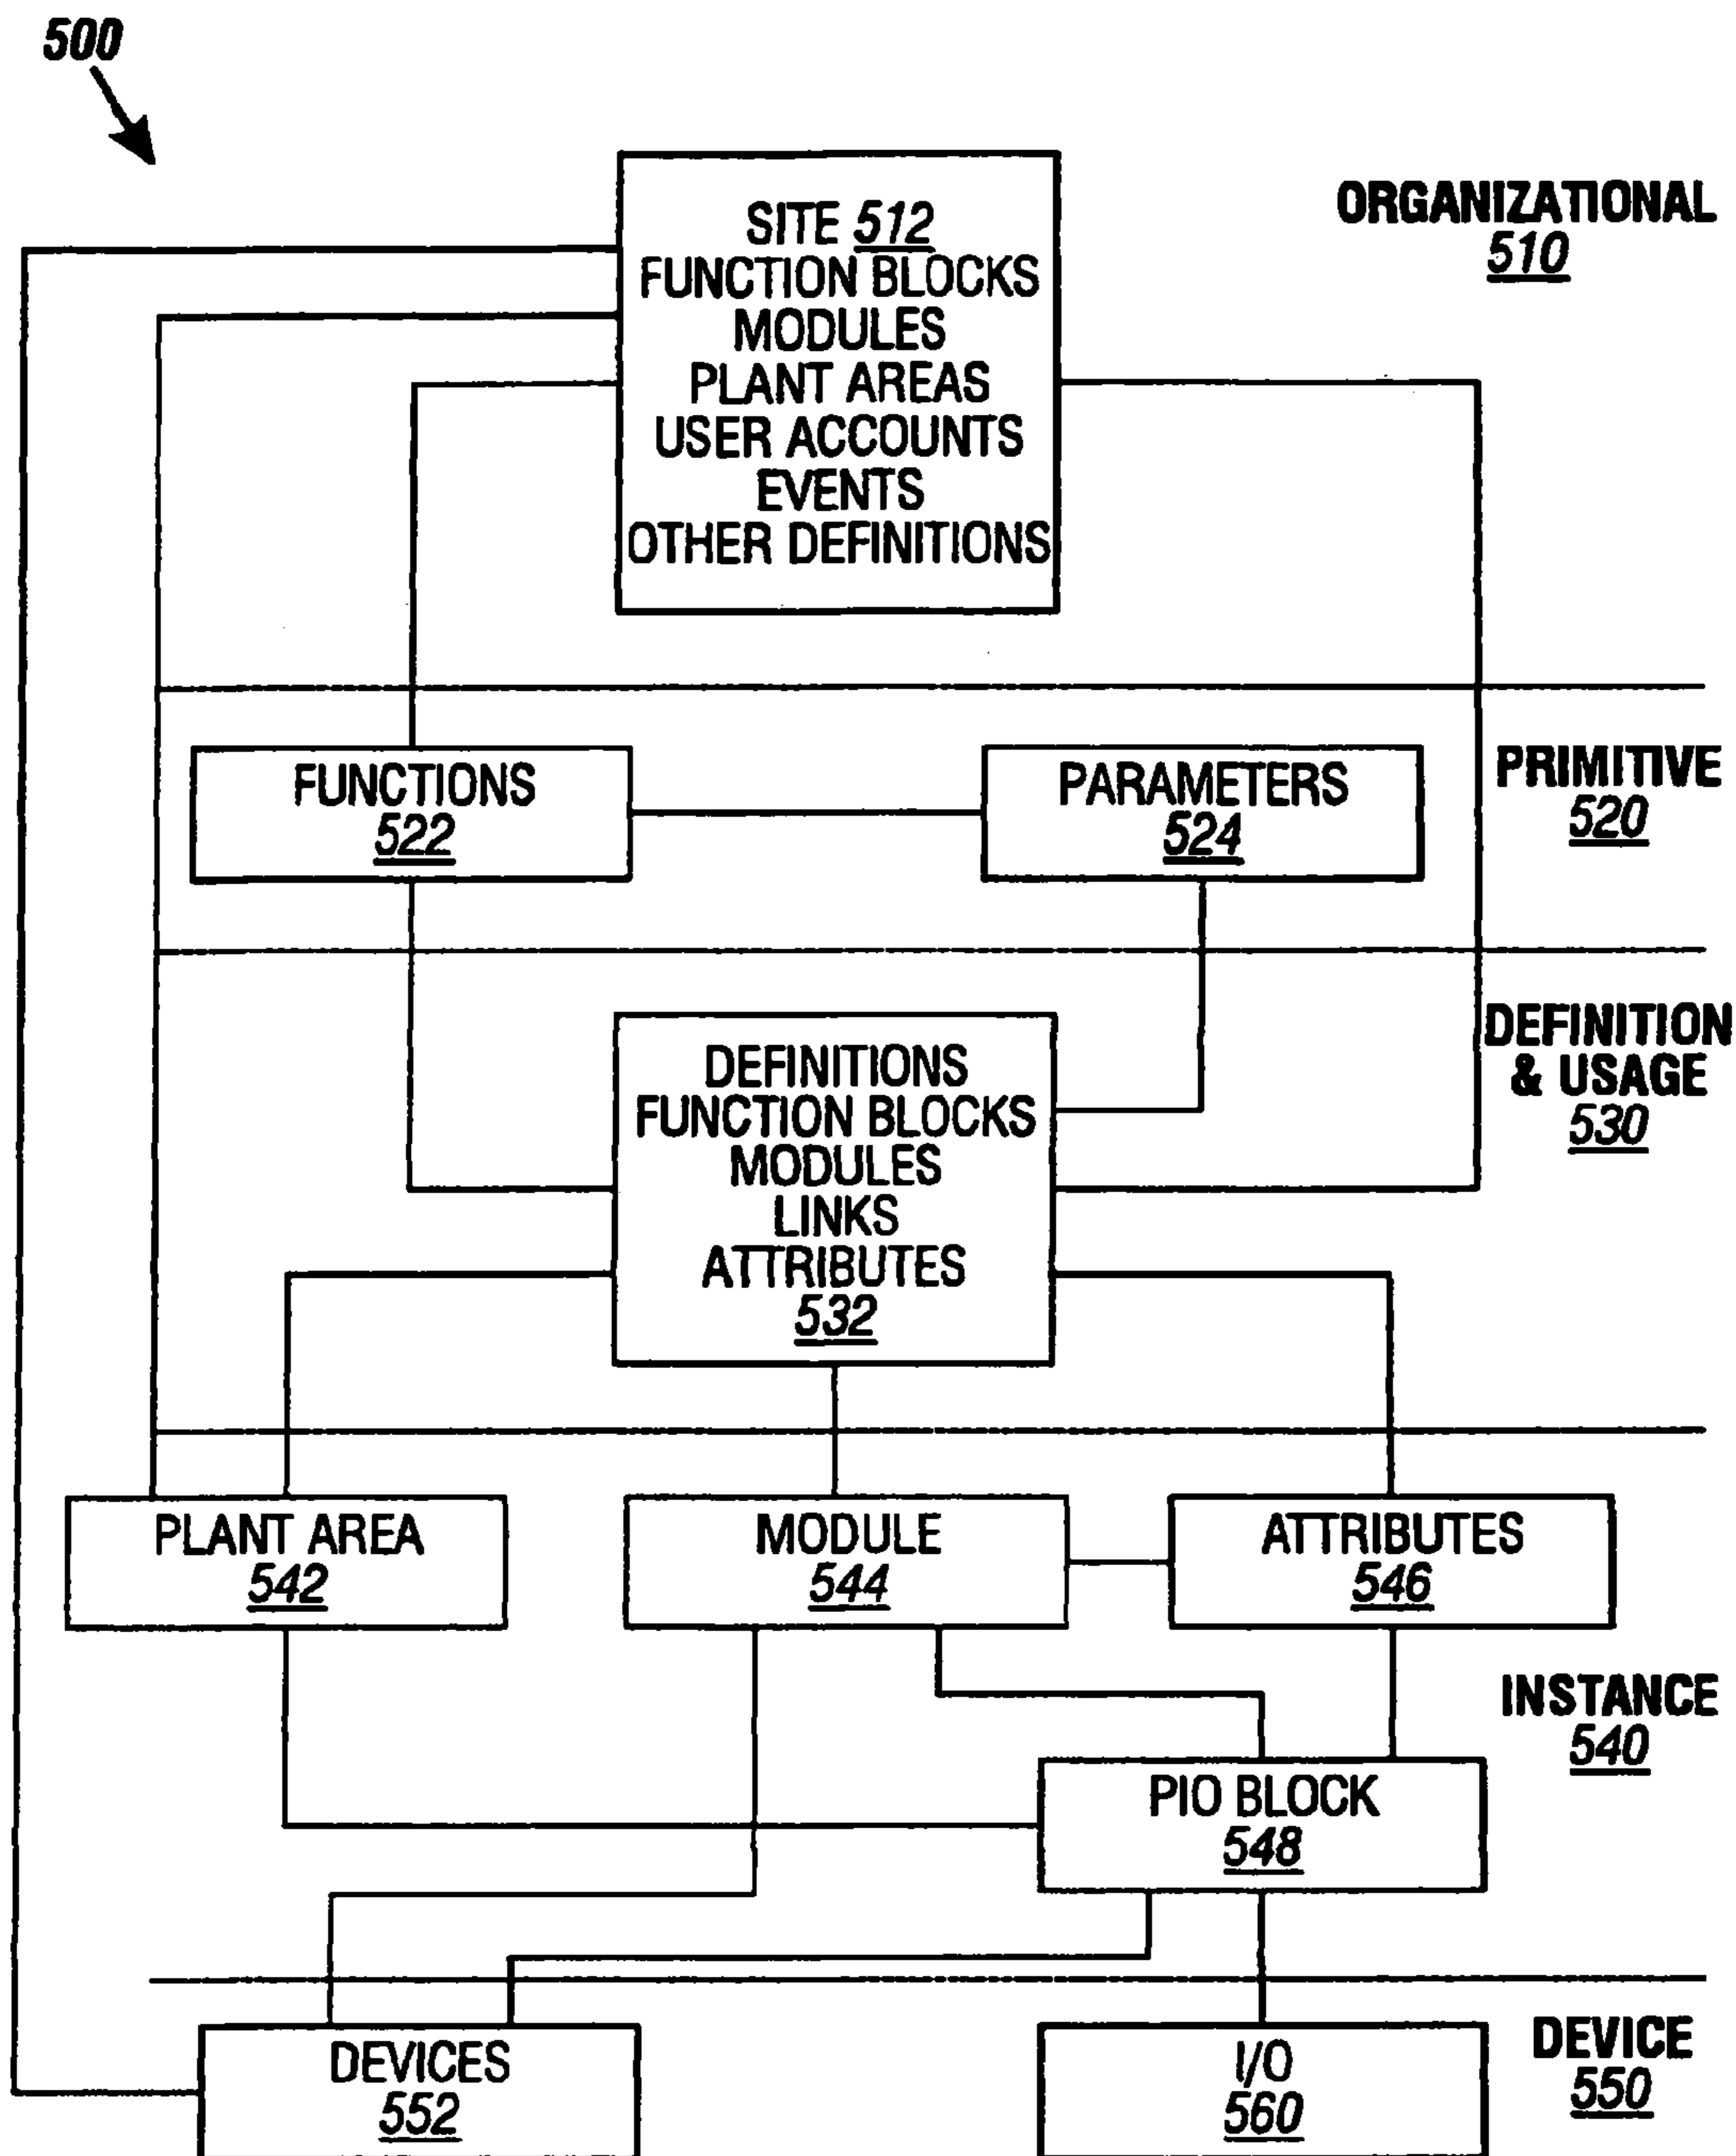 500
SITE 512
FUNCTION BLOCKS
MODULES
PLANT AREAS
USER ACCOUNTS
EVENTS
OTHER DEFINITIONS
ORGANIZATIONAL
510
FUNCTIONS
522
PARAMETERS
524
PRIMITIVE
520
DEFINITIONS
FUNCTION BLOCKS
MODULES
LINKS
ATTRIBUTES
532
DEFINITION
& USAGE
530
PLANT AREA
542
MODULE
544
ATTRIBUTES
546
INSTANCE
540
PIO BLOCK
548
DEVICES
552
I/O
560
DEVICE
550